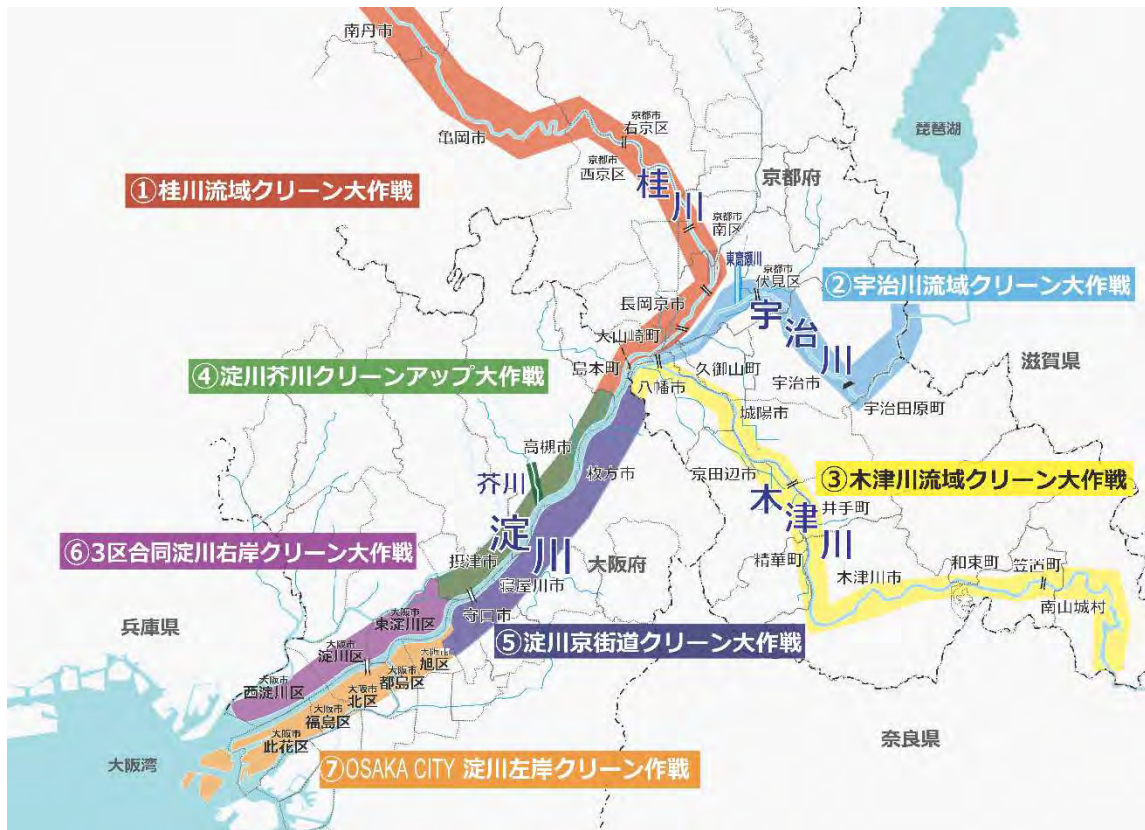 南丹市
亀岡市
京都市
右京区
京都市
西京区
桂川
①桂川流域クリーン大作戦
京都府
琵琶湖
京都市
南区
東高瀬川
京都市
伏見区
②宇治川流域クリーン大作戦
長岡京市
大山崎町
宇治川
島本町
八幡市
久御山町
宇治市
宇治田原町
滋賀県
④淀川芥川クリーンアップ大作戦
城陽市
高槻市
枚方市
京田辺市
③木津川流域クリーン大作戦
芥川
淀川
木津川
井手町
⑥3区合同淀川右岸クリーン大作戦
摂津市
大阪府
精華町
和束町
笠置町
木津川市
寝屋川市
南山城村
守口市
兵庫県
大阪市
東淀川区
⑤淀川京街道クリーン大作戦
大阪市
淀川区
大阪市
旭区
大阪市
都島区
大阪市
西淀川区
大阪市
北区
大阪市
福島区
大阪市
此花区
奈良県
大阪湾
⑦OSAKA CITY 淀川左岸クリーン作戦